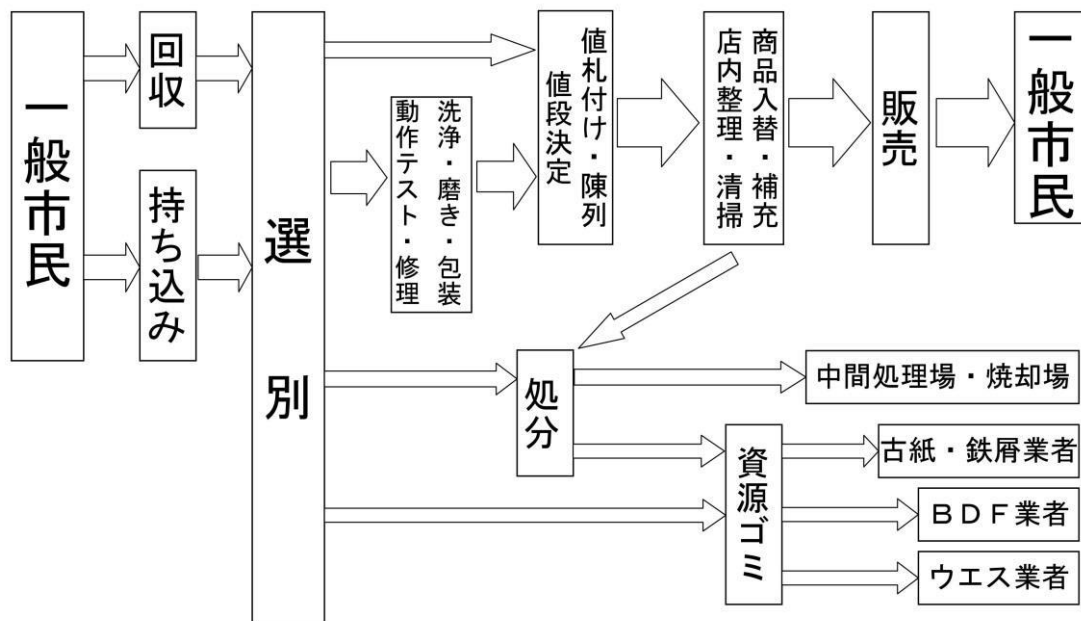 一般市民
回収
持ち込み
選別
洗浄・磨き・包装
動作テスト・修理
値札付け・陳列
値段決定
商品入替・補充
店内整理・清掃
販売
一般市民
処分
中間処理場・焼却場
資源ゴミ
古紙・鉄屑業者
ＢＤＦ業者
ウエス業者